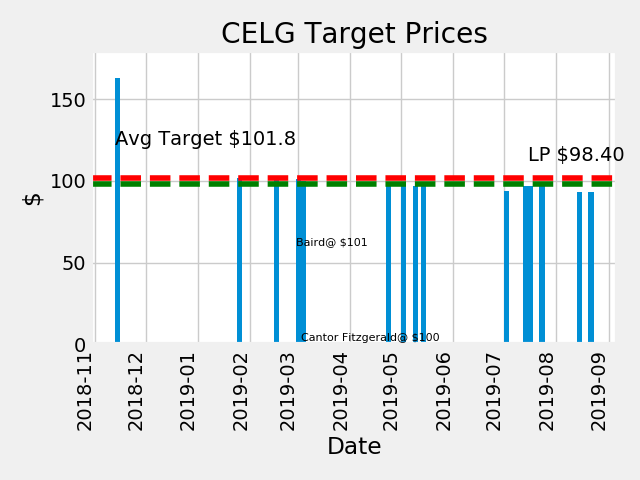 CELG Target Prices
150
Avg Target $101.8
LP $98.40
100
$
Baird@ $101
50
Cantor Fitzgerald@ $100
0
2018-11
2018-12
2019-01
2019-02
2019-03
2019-04
2019-05
2019-06
2019-07
2019-08
2019-09
Date